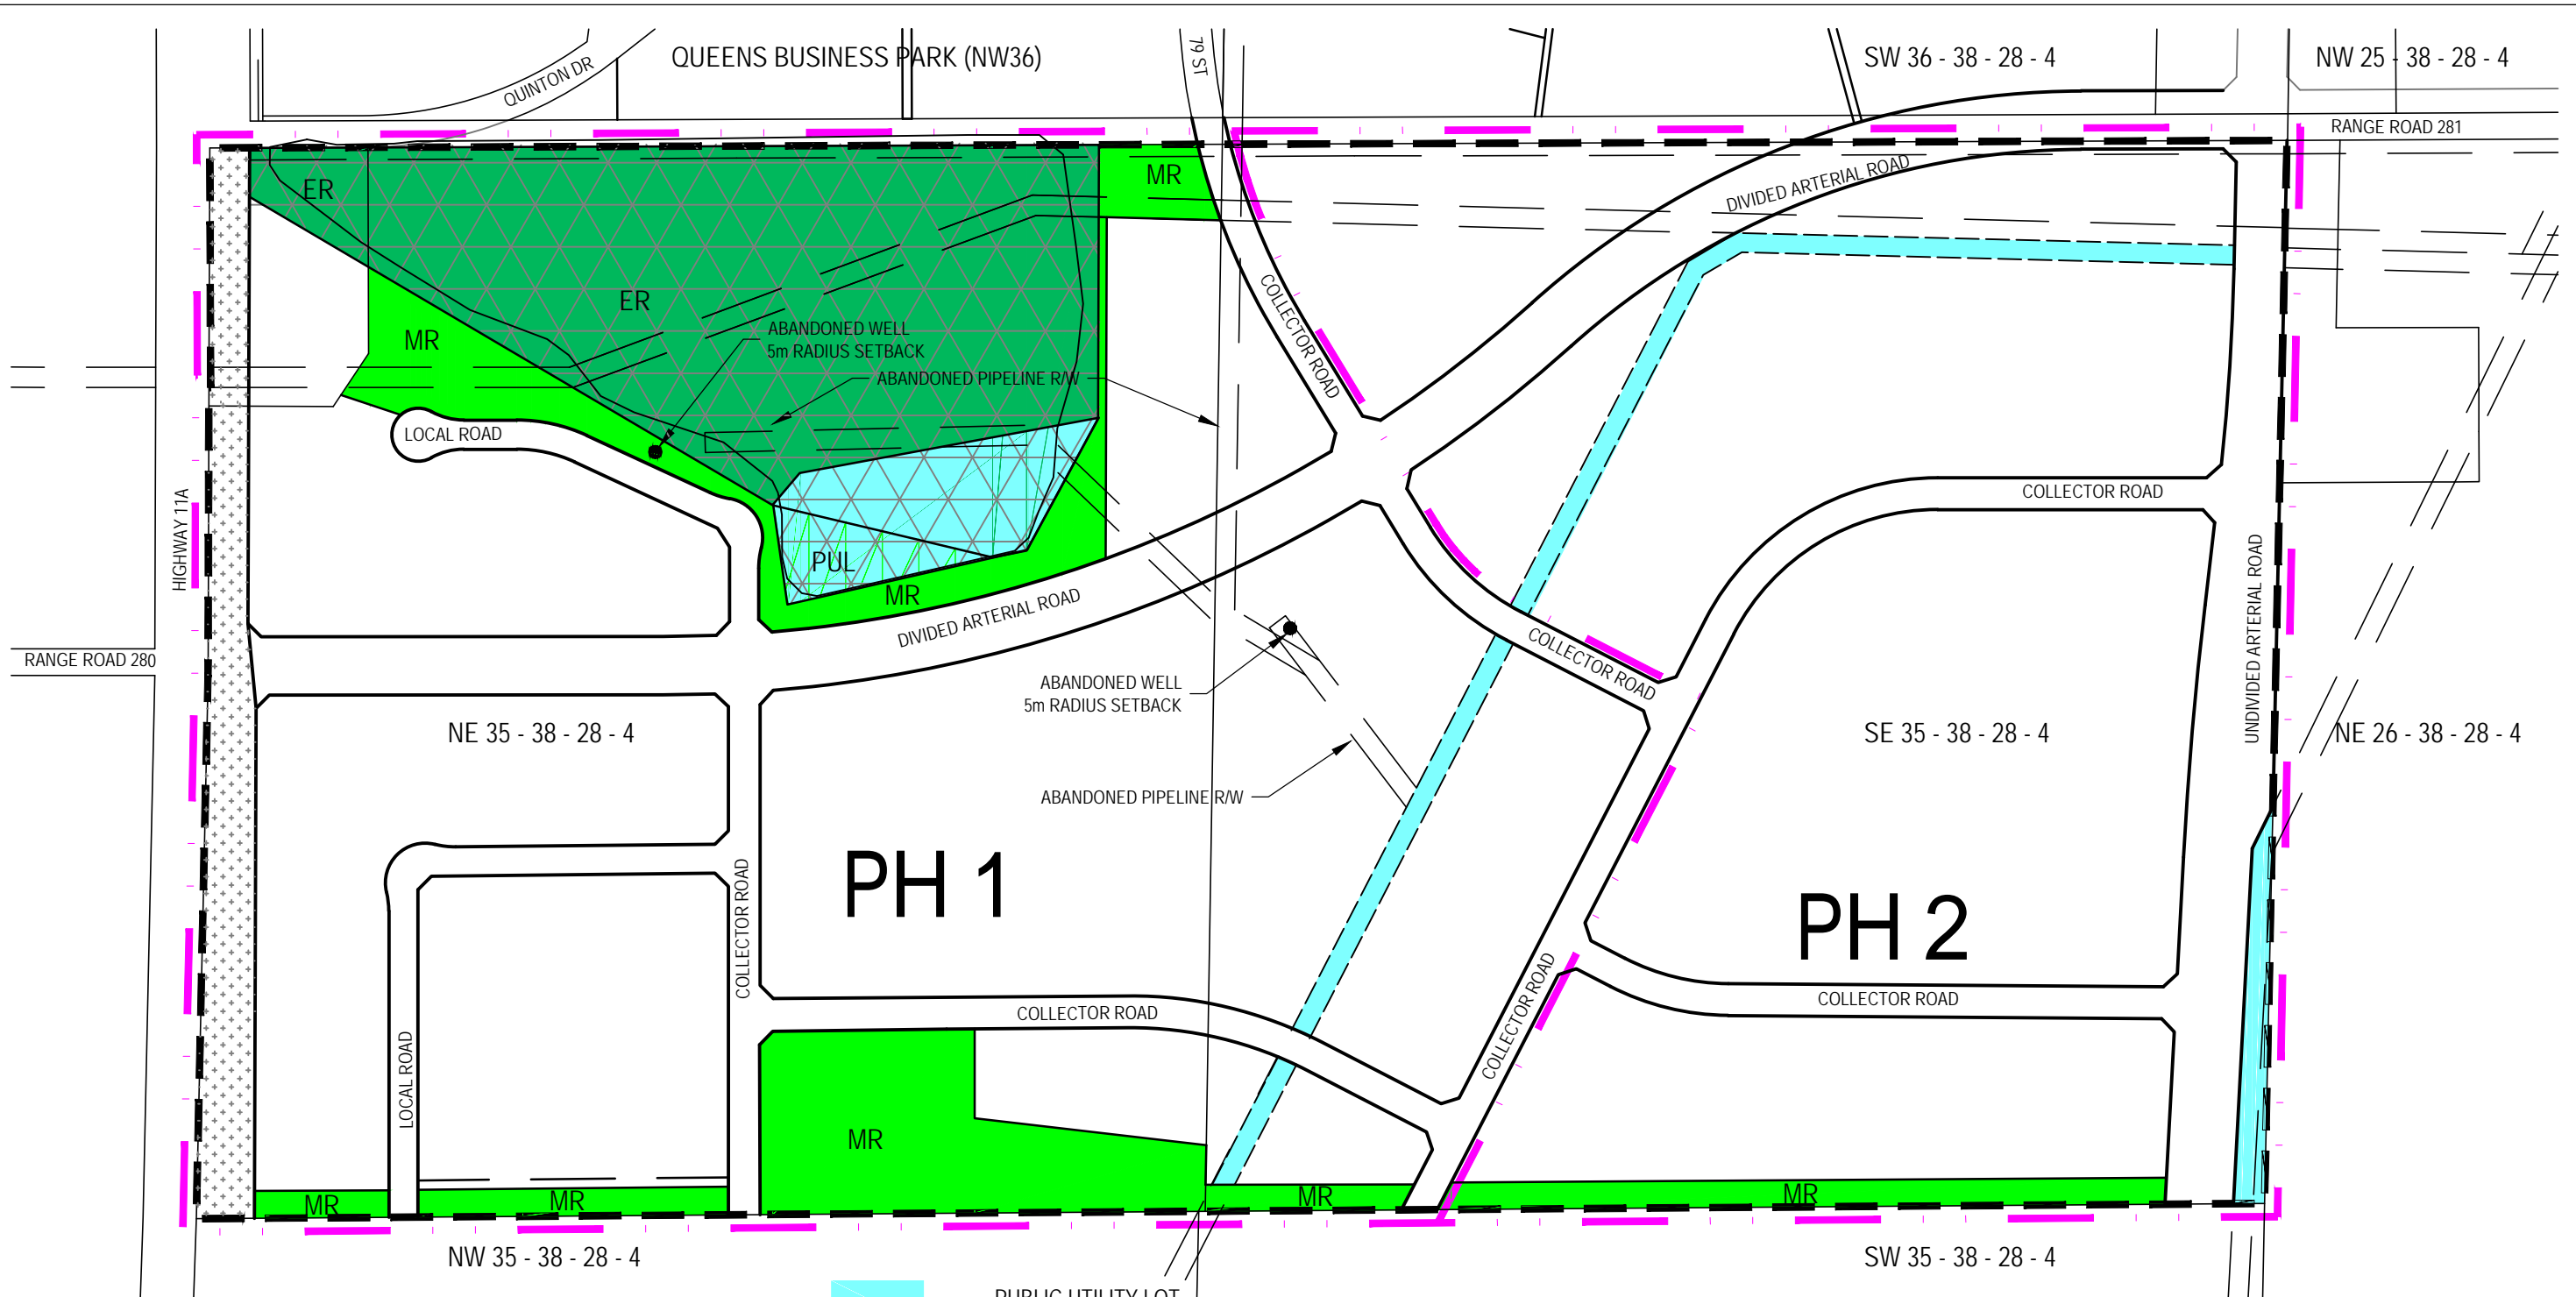 QUEENS BUSINESS PARK (NW36)
79 ST
SW 36 - 38 - 28 - 4
NW 25 - 38 - 28 - 4
QUINTON DR
RANGE ROAD 281
ER
MR
DIVIDED ARTERIAL ROAD
ER
COLLECTOR ROAD
MR
ABANDONED WELL
5m RADIUS SETBACK
ABANDONED PIPELINE R/W
LOCAL ROAD
COLLECTOR ROAD
HIGHWAY 11A
PUL
MR
DIVIDED ARTERIAL ROAD
UNDIVIDED ARTERIAL ROAD
RANGE ROAD 280
COLLECTOR ROAD
ABANDONED WELL
5m RADIUS SETBACK
NE 35 - 38 - 28 - 4
SE 35 - 38 - 28 - 4
NE 26 - 38 - 28 - 4
ABANDONED PIPELINE R/W
PH 1
PH 2
COLLECTOR ROAD
COLLECTOR ROAD
COLLECTOR ROAD
COLLECTOR ROAD
LOCAL ROAD
MR
MR
MR
MR
MR
NW 35 - 38 - 28 - 4
SW 35 - 38 - 28 - 4
PUBLIC UTILITY LOT